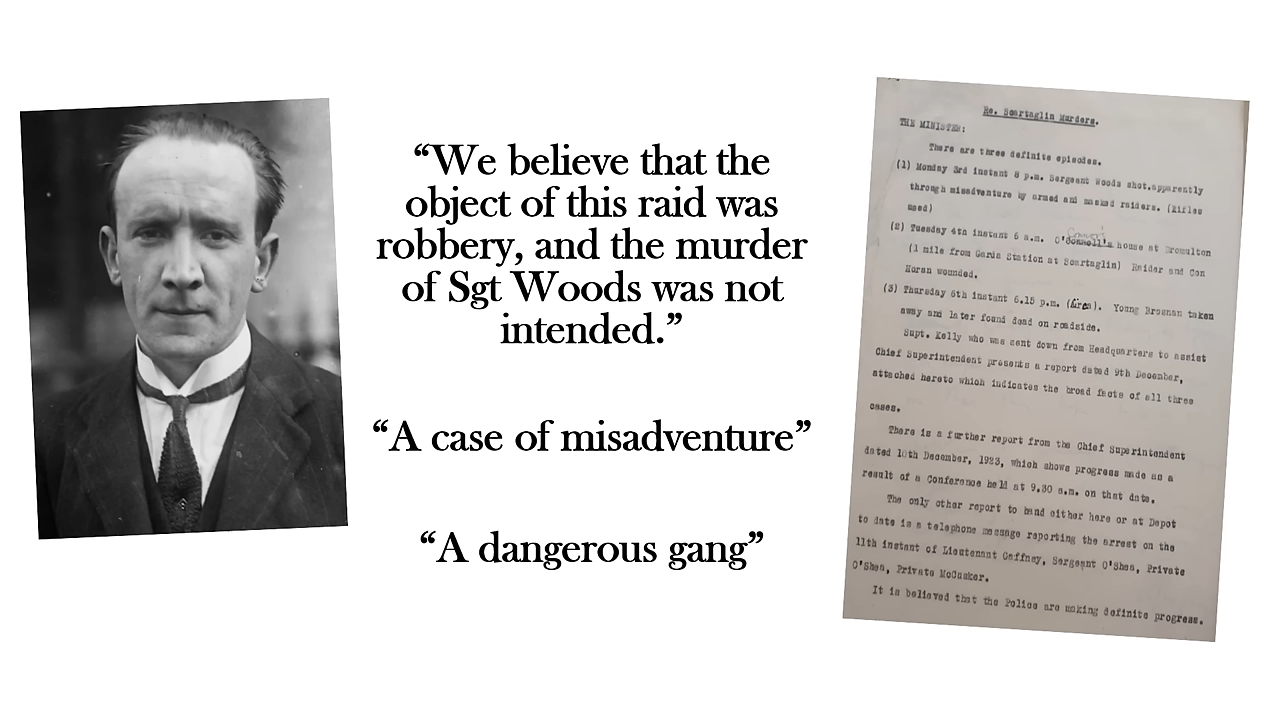 “We believe that the
object of this raid was
robbery, and the murder
of Sgt Woods was not
intended.”
“A case of misadventure”
“A dangerous gang”
Re. Scartaglin Murders.
THE MINISTER:
There are three definite episodes.
(1) Monday 3rd instant 8 p.m. Sergeant Woods shot.apparently
through misadventure by armed and masked raiders. (Rifles
used)
Connor's
(2) Tuesday 4th instant 6 a.m. O'Connell's house at Dromulton
(1 mile from Garda Station at Scartaglin) Raider and Con
Horan wounded.
(3) Thursday 6th instant 6.15 p.m. (circa). Young Brosnan taken
away and later found dead on roadside.
Supt. Kelly who was sent down from Headquarters to assist
Chief Superintendent presents a report dated 9th December,
attached hereto which indicates the broad facts of all three
cases.
There is a further report from the Chief Superintendent
dated 10th December, 1923, which shows progress made as a
result of a Conference held at 9.30 a.m. on that date.
The only other report to hand either here or at Depot
to date is a telephone message reporting the arrest on the
11th instant of Lieutenant Gaffney, Sergeant O'Shea, Private
O'Shea, Private McCusker.
It is believed that the Police are making definite progress.